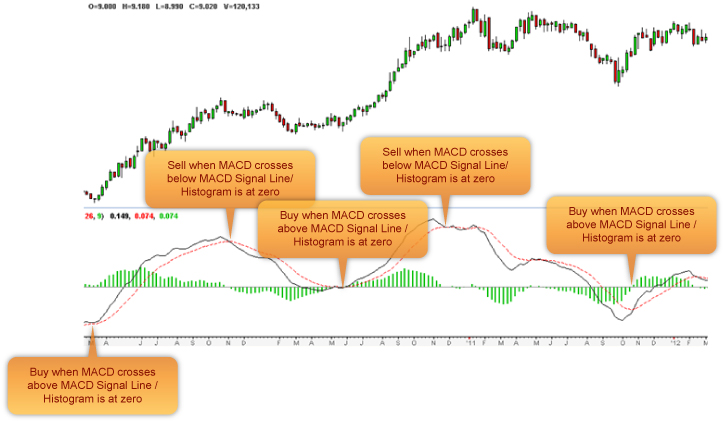 O=9.000 H=9.180 L=8.990 C=9.020 V=120,133
Sell when MACD crosses
below MACD Signal Line/
Histogram is at zero
Sell when MACD crosses
below MACD Signal Line/
Histogram is at zero
Buy when MACD crosses
above MACD Signal Line /
Histogram is at zero
Buy when MACD crosses
above MACD Signal Line /
Histogram is at zero
26, 9) 0.149, 0.074, 0.074
M A J J A S O N D F M A M J J A S O N D '11 F M A M J J A S O N D '12 F M
Buy when MACD crosses
above MACD Signal Line /
Histogram is at zero